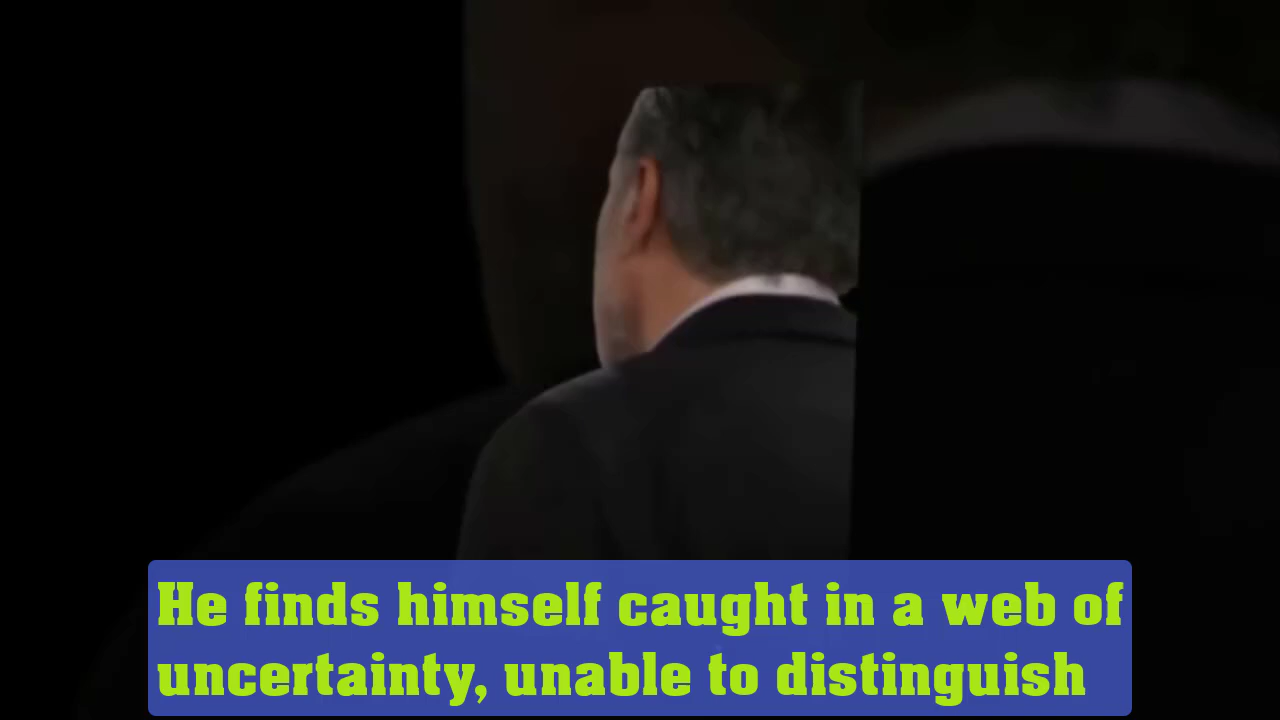 He finds himself caught in a web of
uncertainty, unable to distinguish